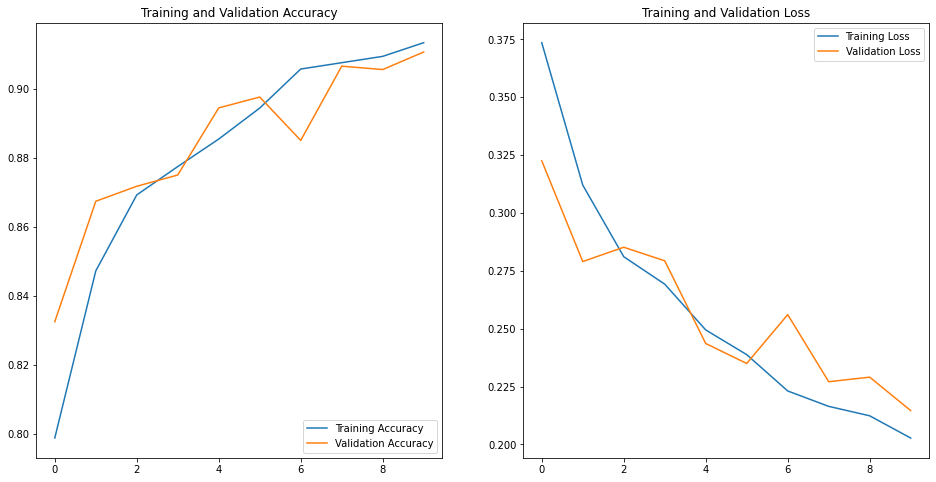 Training and Validation Accuracy
0.90
0.88
0.86
0.84
0.82
0.80
0 2 4 6 8
Training Accuracy
Validation Accuracy
Training and Validation Loss
0.375
0.350
0.325
0.300
0.275
0.250
0.225
0.200
0 2 4 6 8
Training Loss
Validation Loss